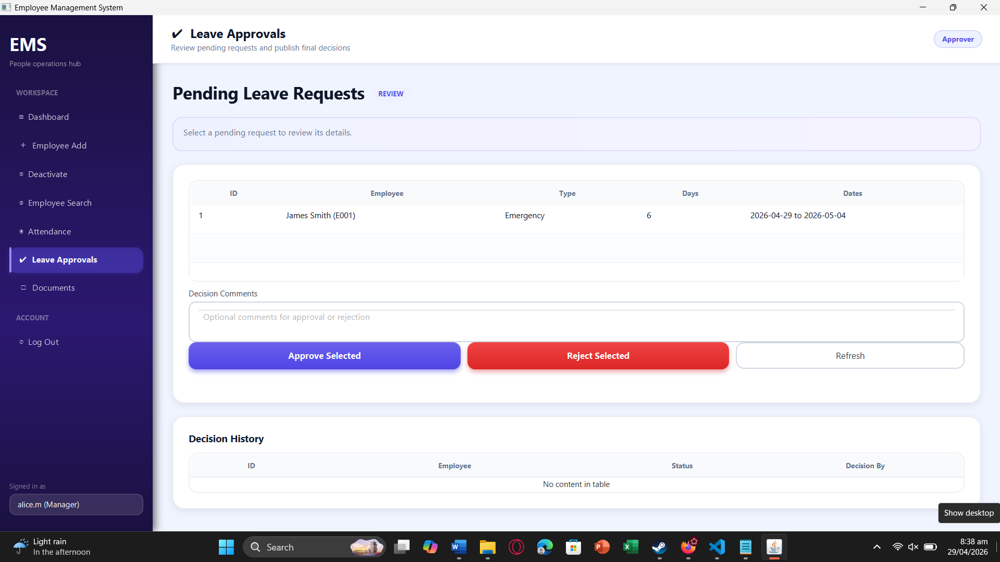 Employee Management System
EMS
People operations hub
WORKSPACE
Dashboard
Employee Add
Deactivate
Employee Search
Attendance
Leave Approvals
Documents
ACCOUNT
Log Out
Signed in as
alice.m (Manager)
Leave Approvals
Review pending requests and publish final decisions
Approver
Pending Leave Requests REVIEW
Select a pending request to review its details.
ID Employee Type Days Dates
1 James Smith (E001) Emergency 6 2026-04-29 to 2026-05-04
Decision Comments
Optional comments for approval or rejection
Approve Selected Reject Selected Refresh
Decision History
ID Employee Status Decision By
No content in table
Show desktop
Light rain
In the afternoon
Search
8:38 am
29/04/2026